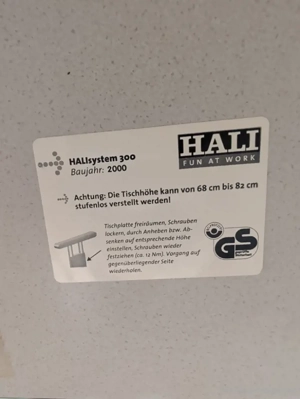 HALIsystem 300
Baujahr: 2000
HALI
FUN AT WORK
Achtung: Die Tischhöhe kann von 68 cm bis 82 cm
stufenlos verstellt werden!
Tischplatte freiräumen, Schrauben
lockern, durch Anheben bzw. Ab-
senken auf entsprechende Höhe
einstellen, Schrauben wieder
festziehen (ca. 12 Nm). Vorgang auf
gegenüberliegender Seite
wiederholen.
GS